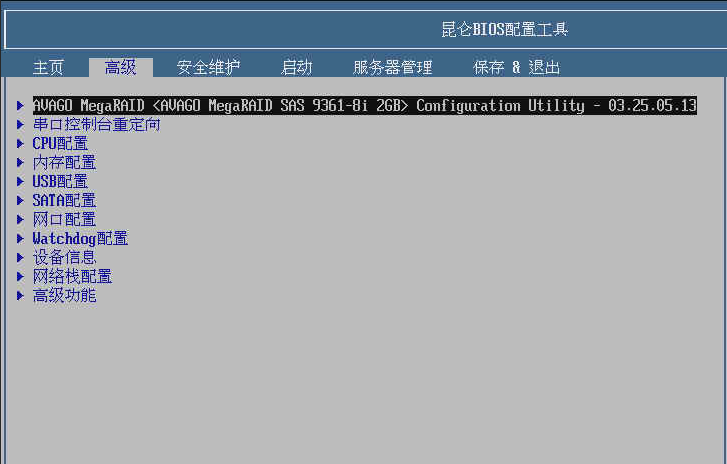 昆仑BIOS配置工具
主页 高级 安全维护 启动 服务器管理 保存 & 退出
AVAGO MegaRAID <AVAGO MegaRAID SAS 9361-8i 2GB> Configuration Utility - 03.25.05.13
串口控制台重定向
CPU配置
内存配置
USB配置
SATA配置
网口配置
Watchdog配置
设备信息
网络栈配置
高级功能